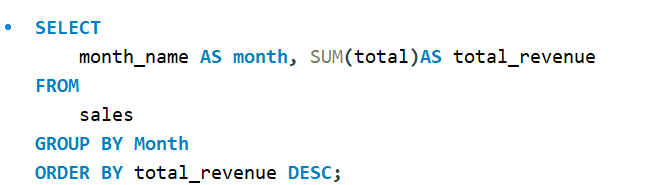 SELECT
month_name AS month, SUM(total)AS total_revenue
FROM
sales
GROUP BY Month
ORDER BY total_revenue DESC;